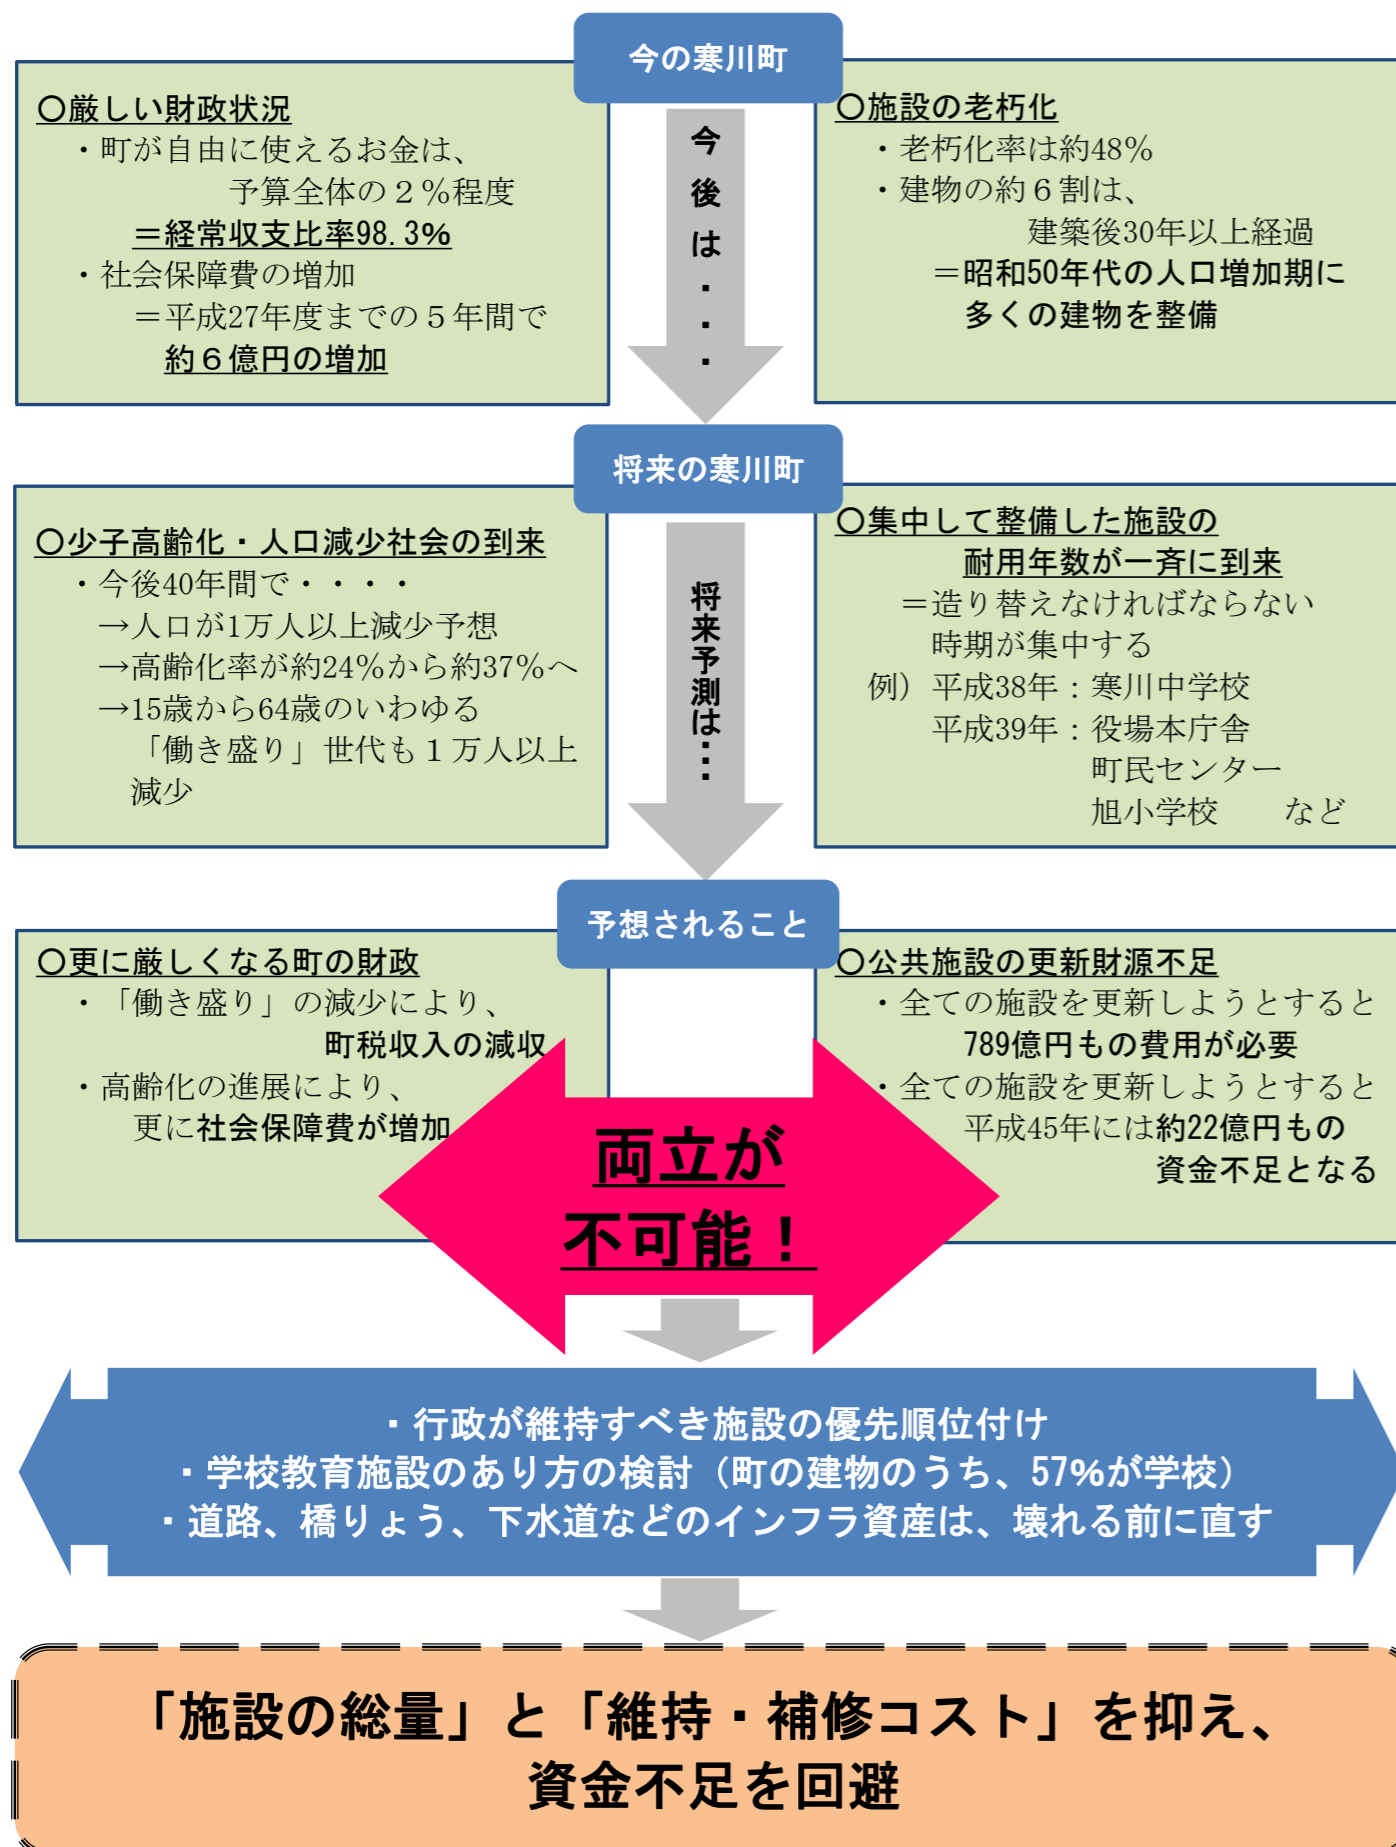 今の寒川町
〇厳しい財政状況
・町が自由に使えるお金は、
予算全体の２％程度
＝経常収支比率98.3%
・社会保障費の増加
＝平成27年度までの５年間で
約６億円の増加
今後は・・・
〇施設の老朽化
・老朽化率は約48%
・建物の約６割は、
建築後30年以上経過
＝昭和50年代の人口増加期に
多くの建物を整備
将来の寒川町
〇少子高齢化・人口減少社会の到来
・今後40年間で・・・・
→人口が1万人以上減少予想
→高齢化率が約24%から約37%へ
→15歳から64歳のいわゆる
「働き盛り」世代も１万人以上
減少
将来予測は・・・
〇集中して整備した施設の
耐用年数が一斉に到来
＝造り替えなければならない
時期が集中する
例）平成38年：寒川中学校
平成39年：役場本庁舎
町民センター
旭小学校　　など
予想されること
〇更に厳しくなる町の財政
・「働き盛り」の減少により、
町税収入の減収
・高齢化の進展により、
更に社会保障費が増加
〇公共施設の更新財源不足
・全ての施設を更新しようとすると
789億円もの費用が必要
・全ての施設を更新しようとすると
平成45年には約22億円もの
資金不足となる
両立が
不可能！
・行政が維持すべき施設の優先順位付け
・学校教育施設のあり方の検討（町の建物のうち、57%が学校）
・道路、橋りょう、下水道などのインフラ資産は、壊れる前に直す
「施設の総量」と「維持・補修コスト」を抑え、
資金不足を回避